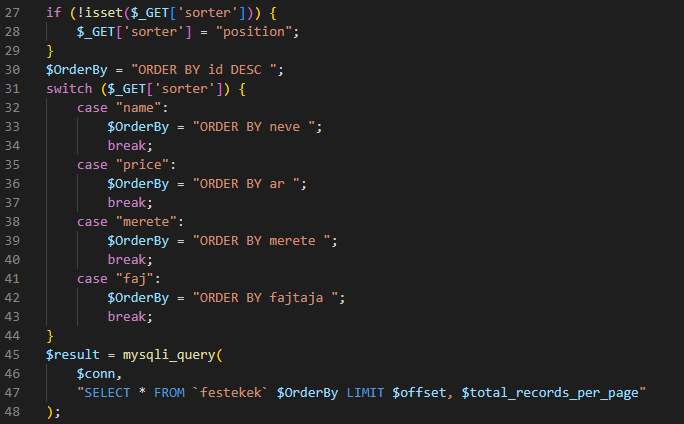 27 if (!isset($_GET['sorter'])) {
28     $_GET['sorter'] = "position";
29 }
30 $OrderBy = "ORDER BY id DESC ";
31 switch ($_GET['sorter']) {
32     case "name":
33         $OrderBy = "ORDER BY neve ";
34         break;
35     case "price":
36         $OrderBy = "ORDER BY ar ";
37         break;
38     case "merete":
39         $OrderBy = "ORDER BY merete ";
40         break;
41     case "faj":
42         $OrderBy = "ORDER BY fajtaja ";
43         break;
44 }
45 $result = mysqli_query(
46     $conn,
47     "SELECT * FROM `festekek` $OrderBy LIMIT $offset, $total_records_per_page"
48 );